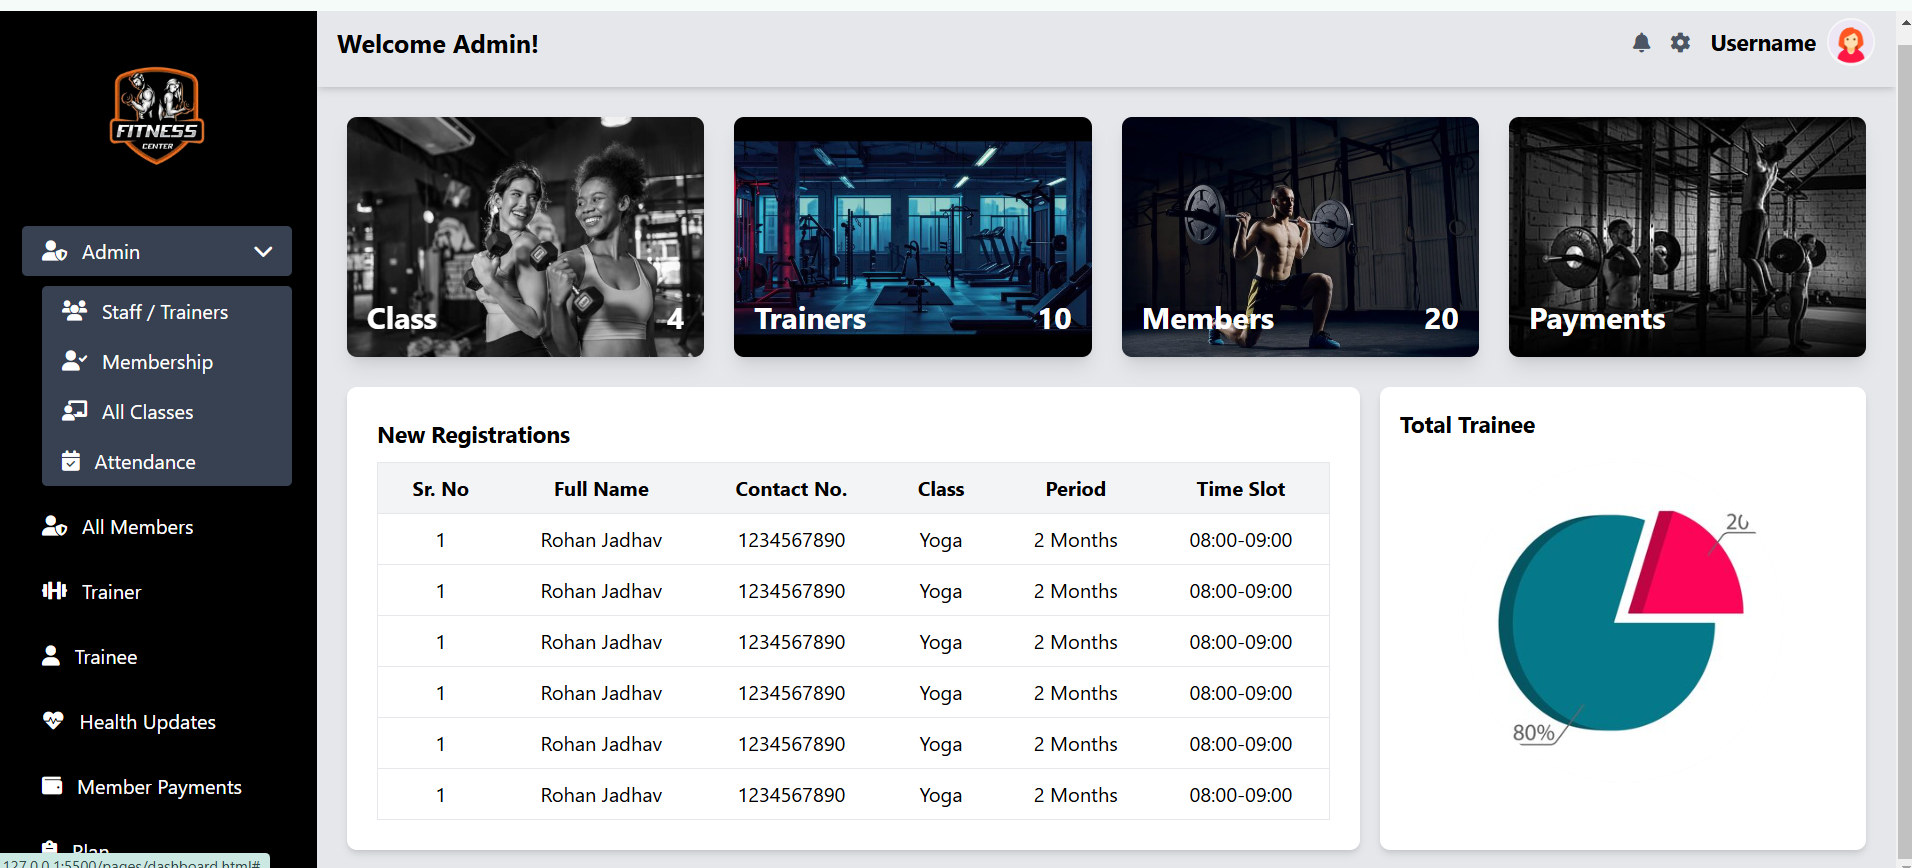 Welcome Admin!
Username
FITNESS
CENTER
Admin
Staff / Trainers
Membership
All Classes
Attendance
All Members
Trainer
Trainee
Health Updates
Member Payments
Plan
127.0.0.1:5500/pages/dashboard.html#
Class 4
Trainers 10
Members 20
Payments
New Registrations
Sr. No Full Name Contact No. Class Period Time Slot
1 Rohan Jadhav 1234567890 Yoga 2 Months 08:00-09:00
1 Rohan Jadhav 1234567890 Yoga 2 Months 08:00-09:00
1 Rohan Jadhav 1234567890 Yoga 2 Months 08:00-09:00
1 Rohan Jadhav 1234567890 Yoga 2 Months 08:00-09:00
1 Rohan Jadhav 1234567890 Yoga 2 Months 08:00-09:00
1 Rohan Jadhav 1234567890 Yoga 2 Months 08:00-09:00
Total Trainee
20
80%